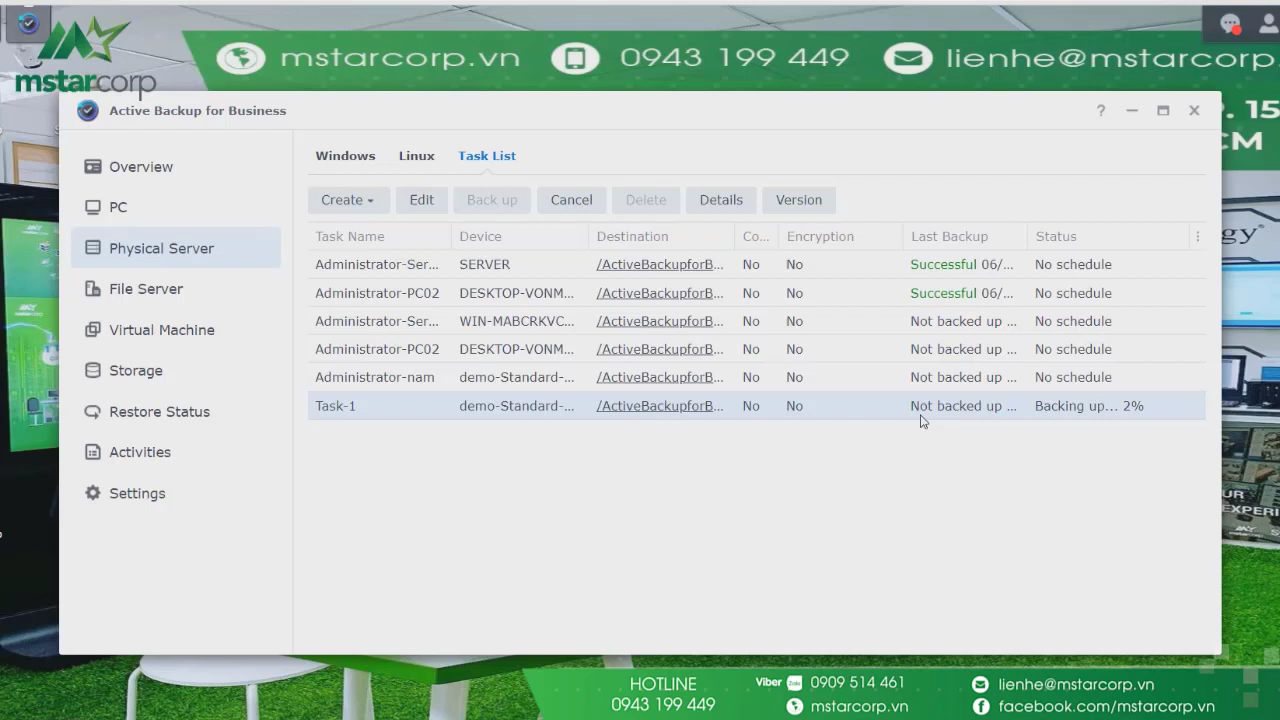 mstarcorp
mstarcorp.vn
0943 199 449
lienhe@mstarcorp.
P. 15
CM
Active Backup for Business
?
Overview
PC
Physical Server
File Server
Virtual Machine
Storage
Restore Status
Activities
Settings
Windows Linux Task List
Create Edit Back up Cancel Delete Details Version
Task Name Device Destination Co... Encryption Last Backup Status
Administrator-Ser... SERVER /ActiveBackupforB... No No Successful 06/... No schedule
Administrator-PC02 DESKTOP-VONM... /ActiveBackupforB... No No Successful 06/... No schedule
Administrator-Ser... WIN-MABCRKVC... /ActiveBackupforB... No No Not backed up ... No schedule
Administrator-PC02 DESKTOP-VONM... /ActiveBackupforB... No No Not backed up ... No schedule
Administrator-nam demo-Standard-... /ActiveBackupforB... No No Not backed up ... No schedule
Task-1 demo-Standard-... /ActiveBackupforB... No No Not backed up ... Backing up... 2%
gy'
UR
EXPERI
HOTLINE
0943 199 449
Viber Zalo 0909 514 461
mstarcorp.vn
lienhe@mstarcorp.vn
facebook.com/mstarcorp.vn